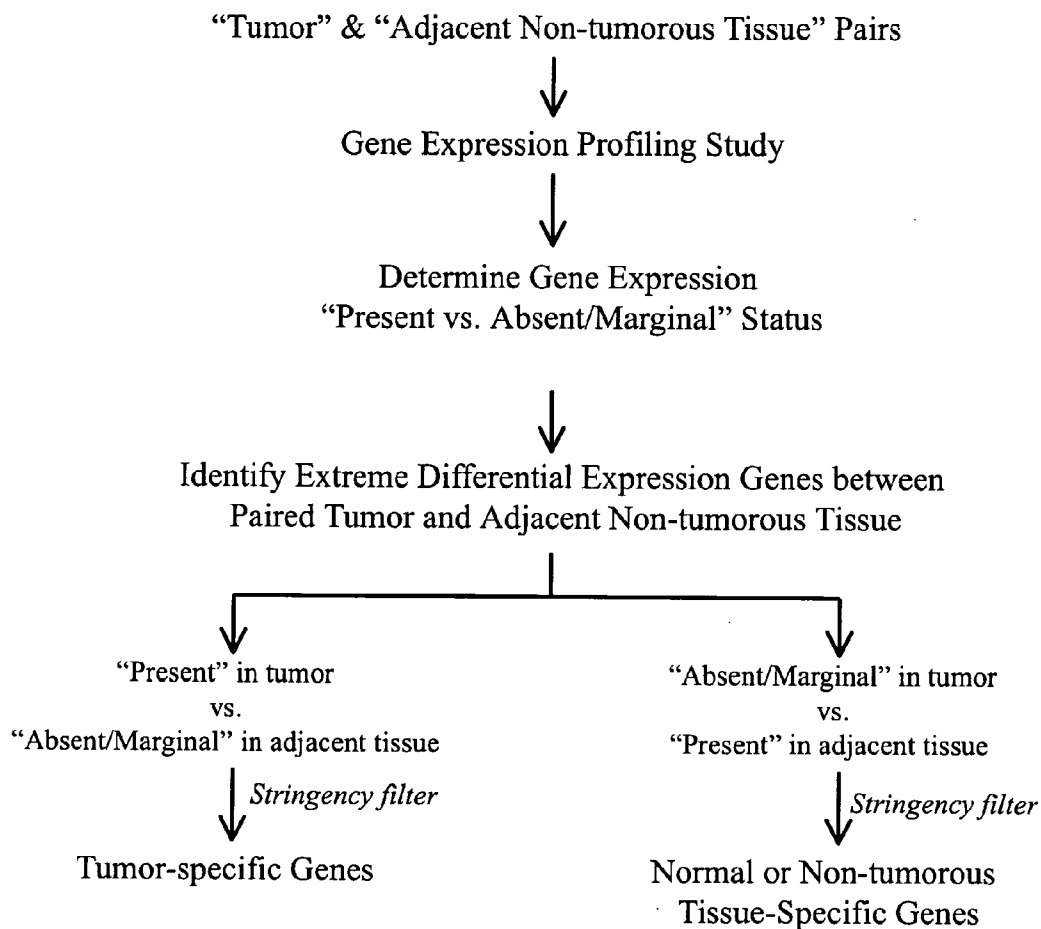 “Tumor” & “Adjacent Non-tumorous Tissue” Pairs
Gene Expression Profiling Study
Determine Gene Expression
“Present vs. Absent/Marginal” Status
Identify Extreme Differential Expression Genes between
Paired Tumor and Adjacent Non-tumorous Tissue
“Present” in tumor
vs.
“Absent/Marginal” in adjacent tissue
Stringency filter
Tumor-specific Genes
“Absent/Marginal” in tumor
vs.
“Present” in adjacent tissue
Stringency filter
Normal or Non-tumorous
Tissue-Specific Genes